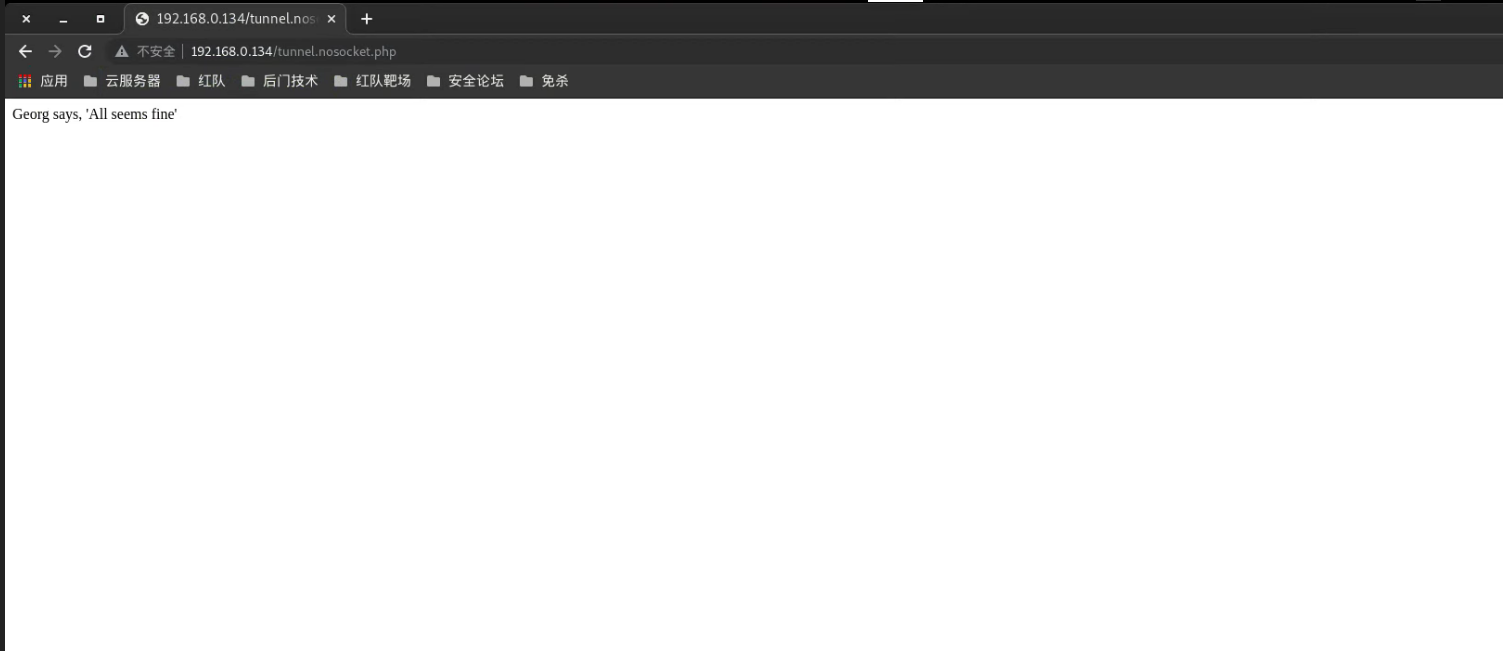 192.168.0.134/tunnel.noso
不安全 192.168.0.134/tunnel.nosocket.php
应用 云服务器 红队 后门技术 红队靶场 安全论坛 免杀
Georg says, 'All seems fine'